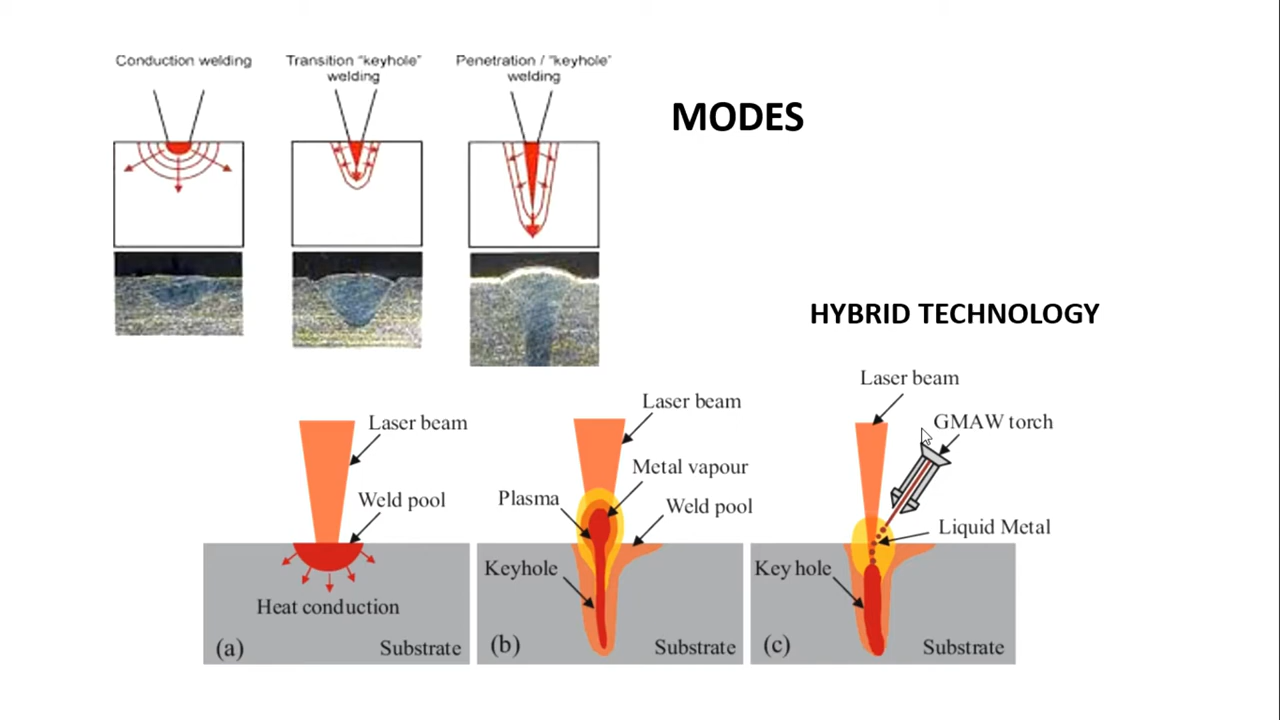 Conduction welding
Transition "keyhole"
welding
Penetration / "keyhole"
welding
MODES
HYBRID TECHNOLOGY
Laser beam
Weld pool
Heat conduction
(a)
Substrate
Laser beam
Metal vapour
Plasma
Weld pool
Keyhole
(b)
Substrate
Laser beam
GMAW torch
Liquid Metal
Key hole
(c)
Substrate